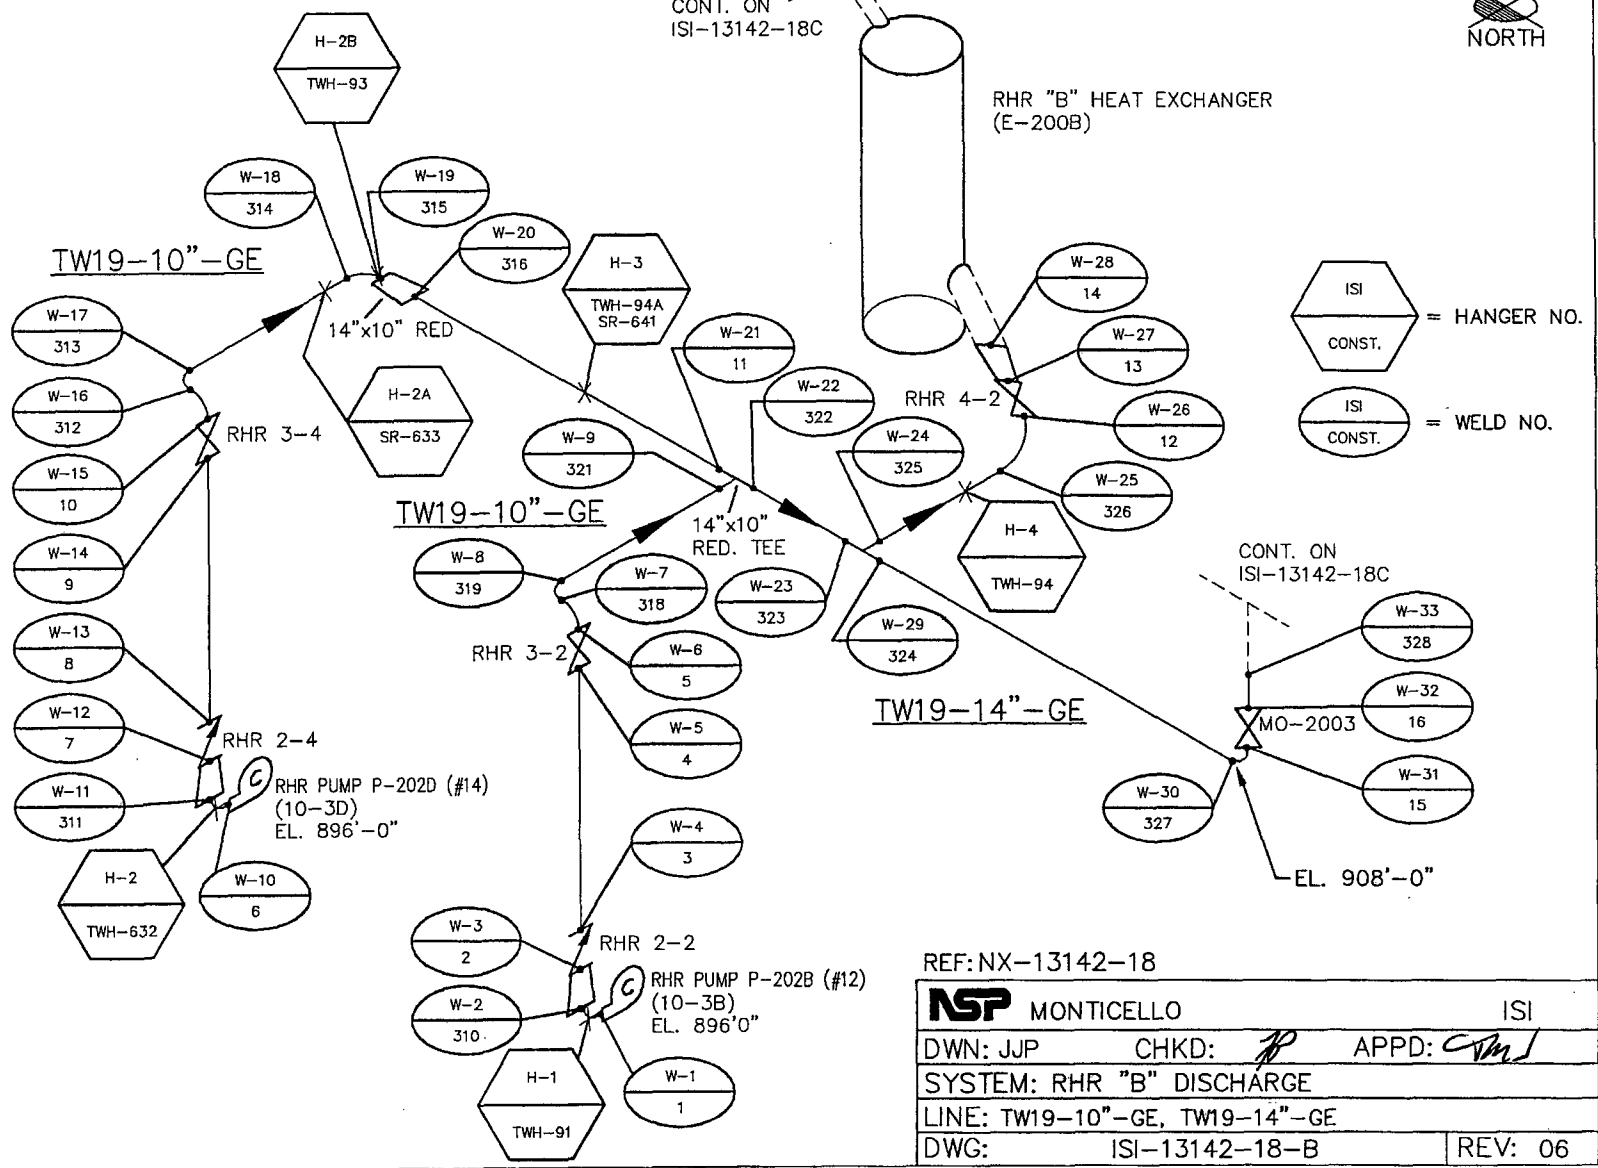 CONT. ON
ISI-13142-18C
NORTH
H-2B
TWH-93
RHR "B" HEAT EXCHANGER
(E-200B)
W-18
314
W-19
315
W-20
316
TW19-10"-GE
H-3
TWH-94A
SR-641
W-28
14
ISI
CONST.
= HANGER NO.
W-17
313
14"x10" RED
W-21
11
W-27
13
W-16
312
H-2A
SR-633
W-22
322
RHR 4-2
ISI
CONST.
= WELD NO.
W-26
12
RHR 3-4
W-9
321
W-24
325
W-15
10
W-25
326
TW19-10"-GE
14"x10"
RED. TEE
H-4
TWH-94
W-14
9
W-8
319
W-7
318
W-23
323
CONT. ON
ISI-13142-18C
W-33
328
W-13
8
RHR 3-2
W-6
5
W-29
324
W-12
7
RHR 2-4
W-5
4
TW19-14"-GE
W-32
16
MO-2003
W-11
311
C
RHR PUMP P-202D (#14)
(10-3D)
EL. 896'-0"
W-30
327
W-31
15
W-4
3
H-2
TWH-632
W-10
6
EL. 908'-0"
W-3
2
RHR 2-2
W-2
310
C
RHR PUMP P-202B (#12)
(10-3B)
EL. 896'0"
H-1
TWH-91
W-1
1
REF: NX-13142-18
NSP MONTICELLO ISI
DWN: JJP CHKD: APPD:
SYSTEM: RHR "B" DISCHARGE
LINE: TW19-10"-GE, TW19-14"-GE
DWG: ISI-13142-18-B REV: 06